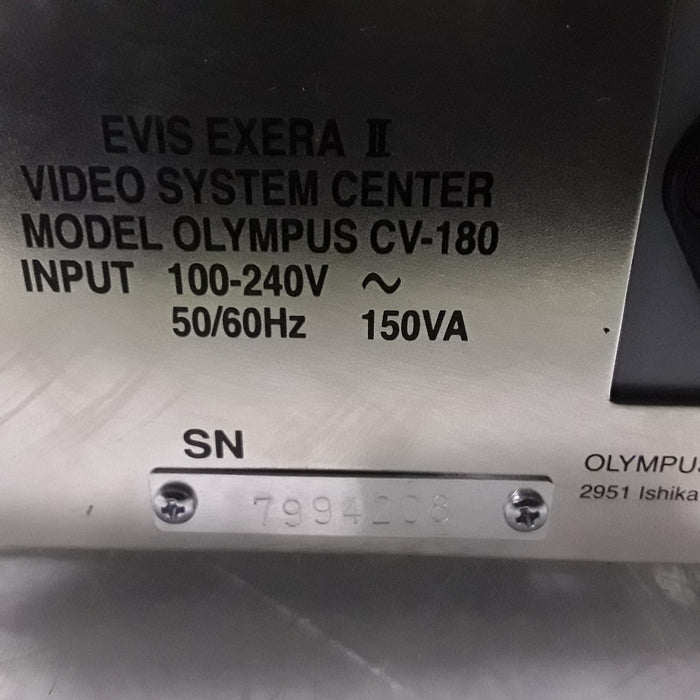 EVIS EXERA II
VIDEO SYSTEM CENTER
MODEL OLYMPUS CV-180
INPUT 100-240V ~
50/60Hz 150VA
SN
7994208
OLYMPUS
2951 Ishika